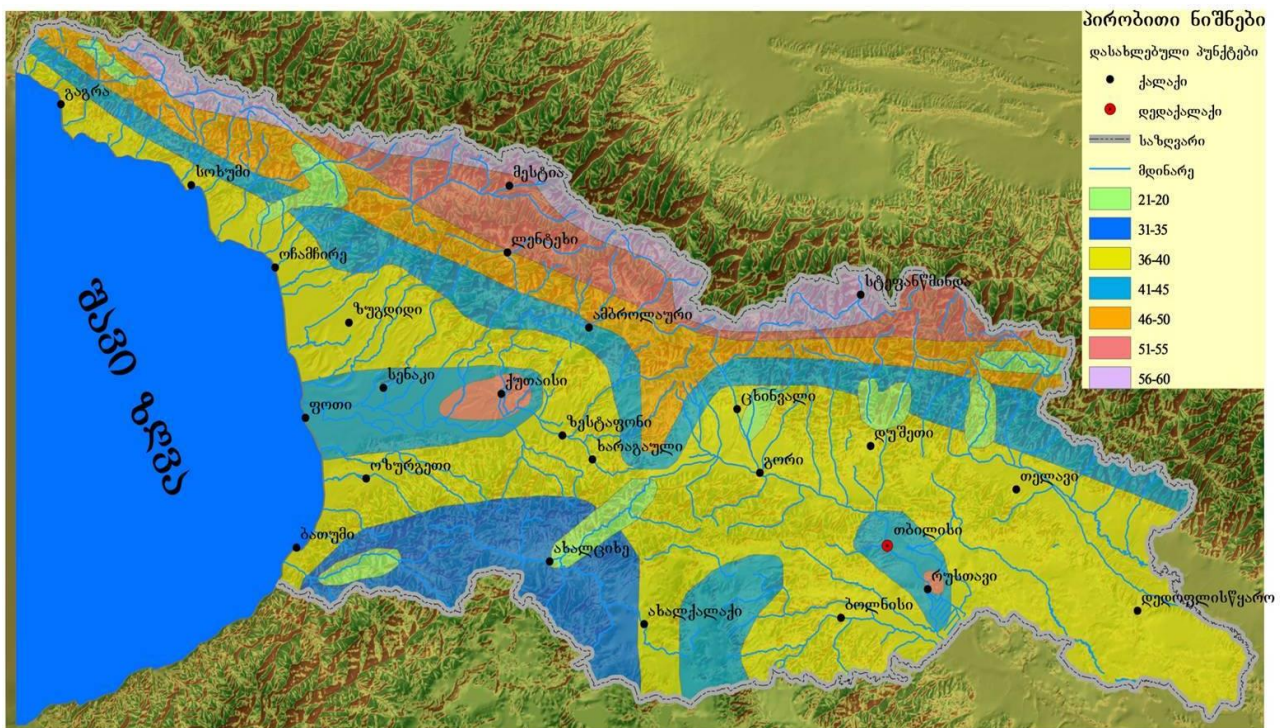 პირობითი ნიშნები
დასახლებული პუნქტები
ქალაქი
დედაქალაქი
საზღვარი
მდინარე
21-20
31-35
36-40
41-45
46-50
51-55
56-60
გაგრა
სოხუმი
მესტია
ლენტეხი
ოჩამჩირე
სტეფანწმინდა
ზუგდიდი
ამბროლაური
სენაკი
ქუთაისი
ფოთი
ცხინვალი
ზესტაფონი
ხარაგაული
დუშეთი
ოზურგეთი
გორი
თელავი
შავი ზღვა
ბათუმი
თბილისი
ახალციხე
რუსთავი
ახალქალაქი
ბოლნისი
დედოფლისწყარო